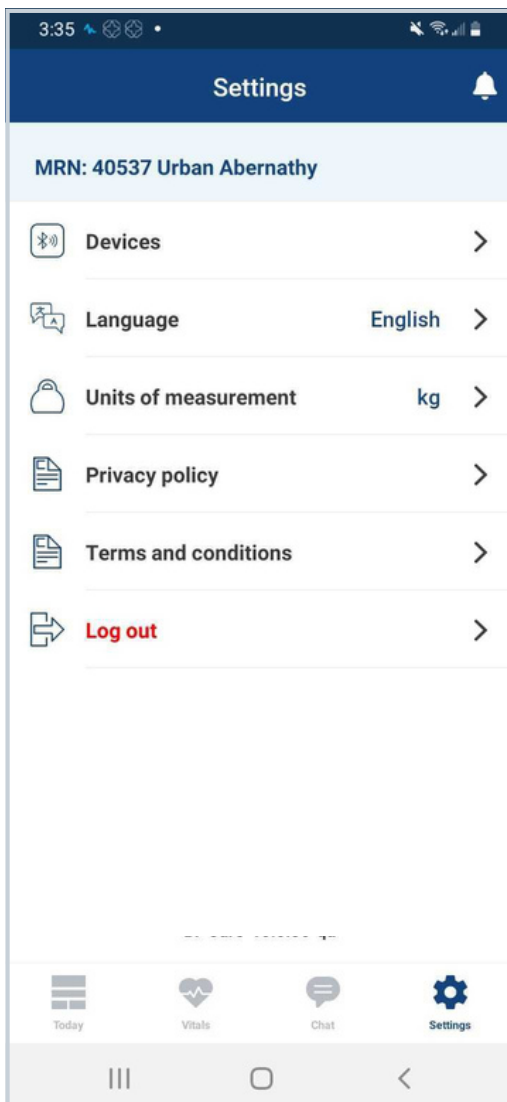 3:35
Settings
MRN: 40537 Urban Abernathy
Devices
Language English
Units of measurement kg
Privacy policy
Terms and conditions
Log out
Today Vitals Chat Settings